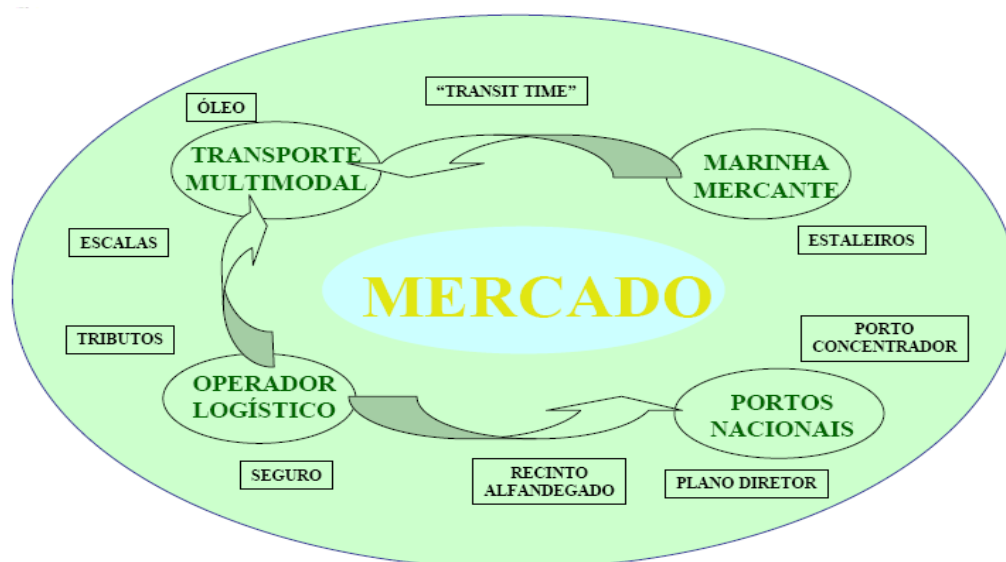 “TRANSIT TIME”
ÓLEO
TRANSPORTE
MULTIMODAL
MARINHA
MERCANTE
ESCALAS
ESTALEIROS
MERCADO
TRIBUTOS
PORTO
CONCENTRADOR
OPERADOR
LOGÍSTICO
PORTOS
NACIONAIS
SEGURO
RECINTO
ALFANDEGADO
PLANO DIRETOR